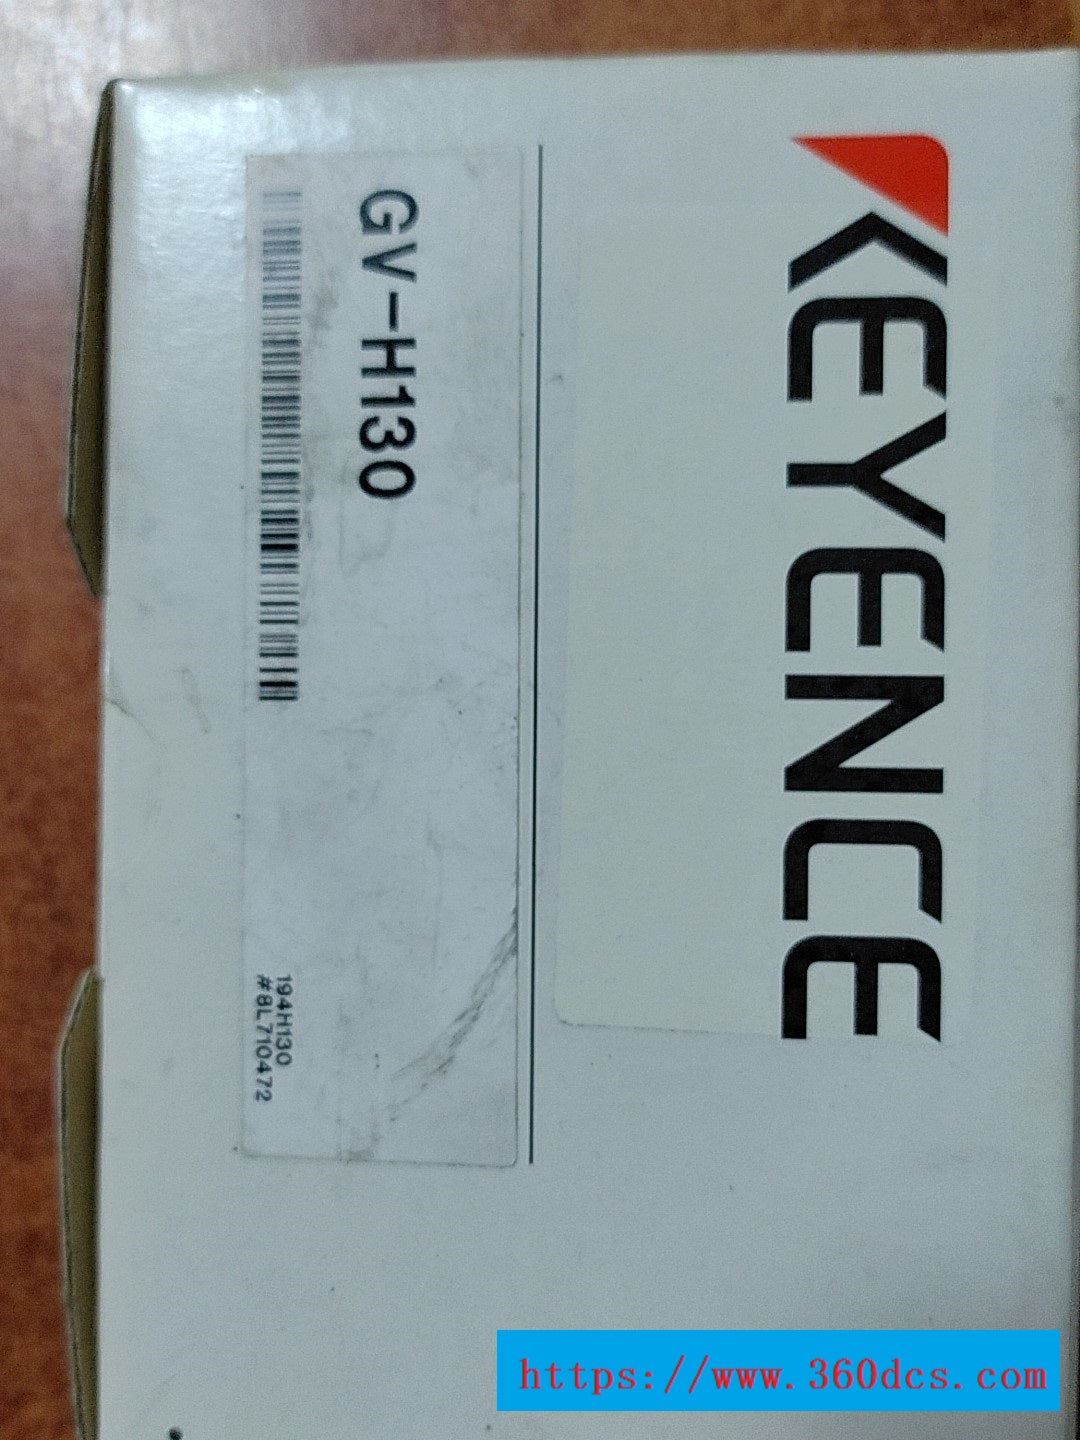 KEYENCE
GV-H130
194H130
#8L710472
https://www.360dcs.com